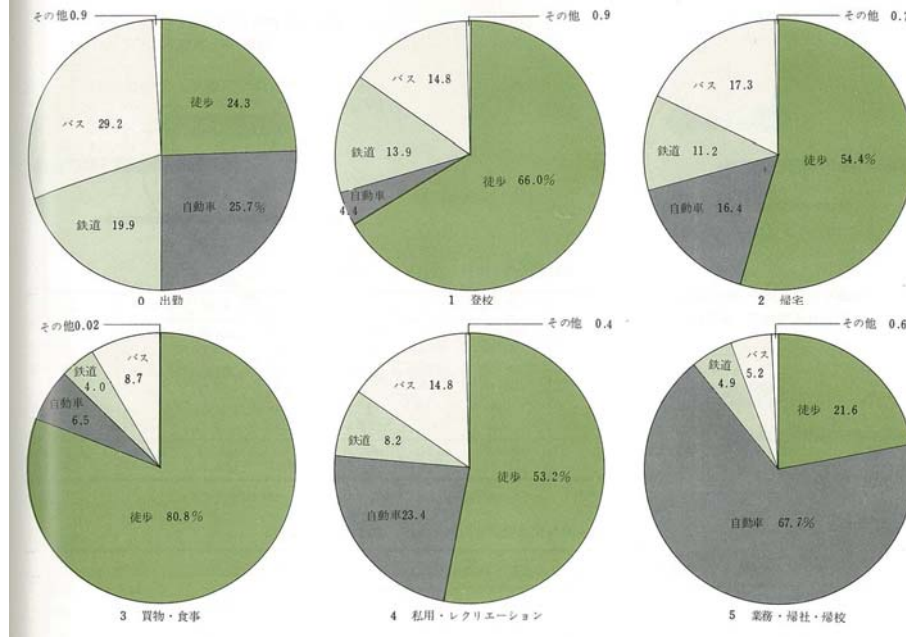 その他0.9
バス 29.2
徒歩 24.3
鉄道 19.9
自動車 25.7%
0 出勤
その他 0.9
バス 14.8
鉄道 13.9
自動車
4.4
徒歩 66.0%
1 登校
その他
バス 17.3
鉄道 11.2
徒歩 54.4%
自動車 16.4
2 帰宅
その他0.02
バス
8.7
鉄道
4.0
自動車
6.5
徒歩 80.8%
3 買物・食事
その他 0.4
バス 14.8
鉄道 8.2
徒歩 53.2%
自動車23.4
4 私用・レクリエーション
その他 0.6
バス
5.2
鉄道
4.9
徒歩 21.6
自動車 67.7%
5 業務・帰社・帰校